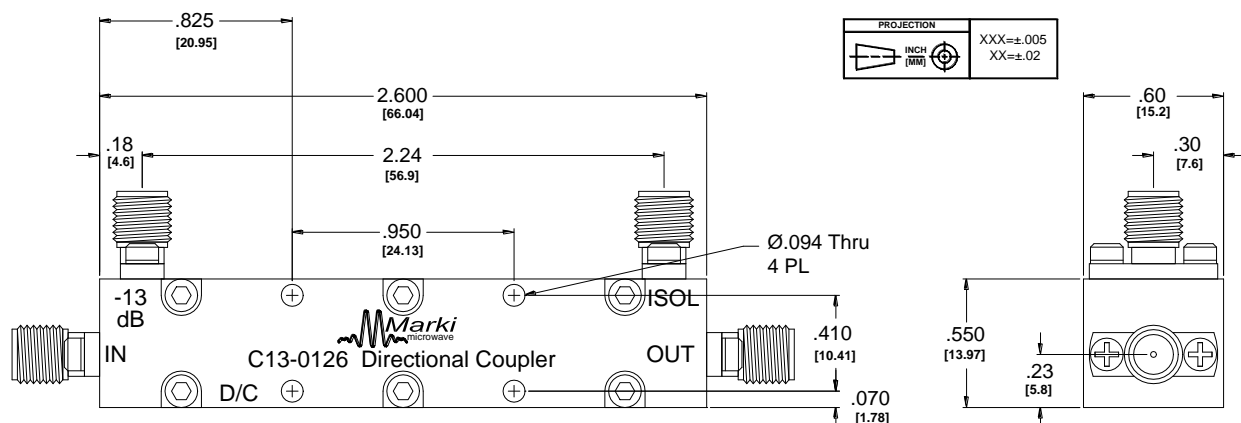 .825
[20.95]
PROJECTION
INCH
[MM]
XXX=±.005
XX=±.02
2.600
[66.04]
.60
[15.2]
.18
[4.6]
2.24
[56.9]
.30
[7.6]
.950
[24.13]
Ø.094 Thru
4 PL
-13
dB
ISOL
Marki
microwave
IN
C13-0126 Directional Coupler
OUT
D/C
.410
[10.41]
.070
[1.78]
.550
[13.97]
.23
[5.8]